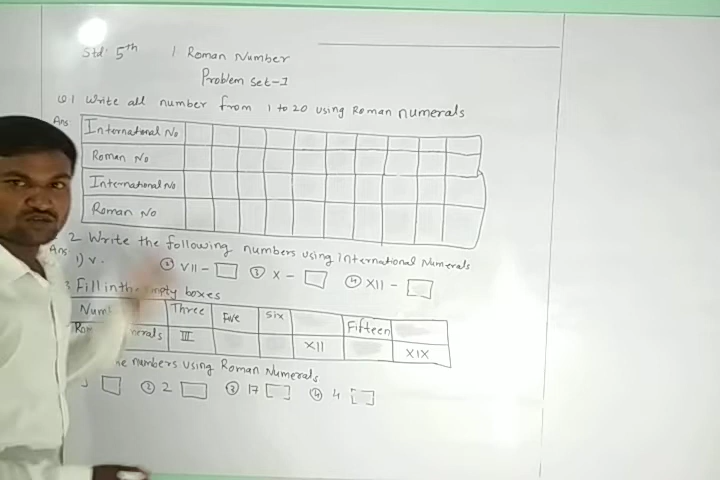 Std: 5th 1 Roman Number
Problem Set-1
Q1 Write all number from 1 to 20 using Roman numerals
Ans
International No
Roman No
International No
Roman No
2 Write the following numbers using International Numerals
Ans
1) V- ② VII - ③ X - ④ XII -
3 Fill in the empty boxes
Three Five Six Fifteen
III XII XIX
numbers using Roman Numerals
② 2 ③ 17 ④ 4